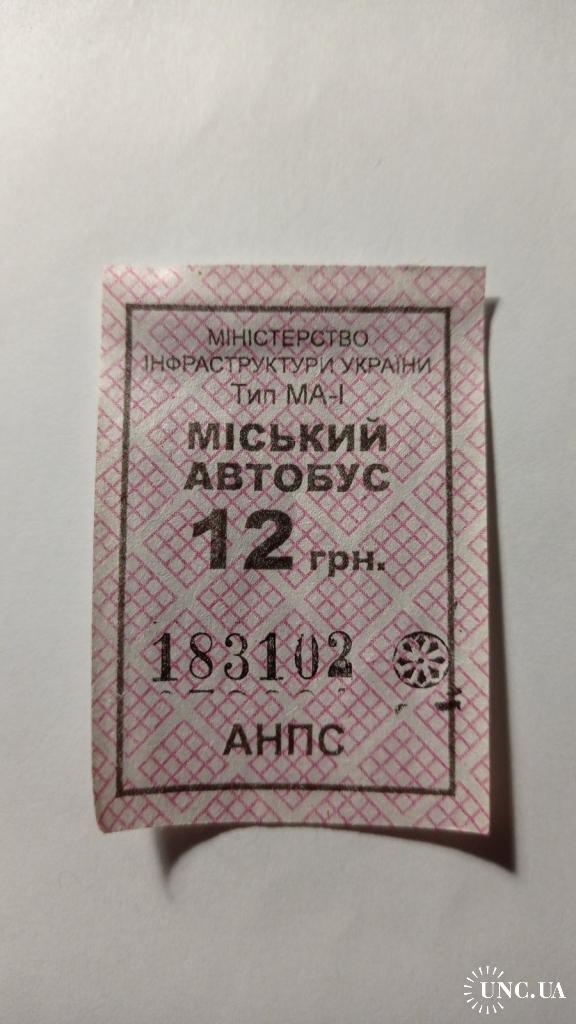 МІНІСТЕРСТВО
ІНФРАСТРУКТУРИ УКРАЇНИ
Тип МА-І
МІСЬКИЙ
АВТОБУС
12 грн.
183102
АНПС
UNC.UA